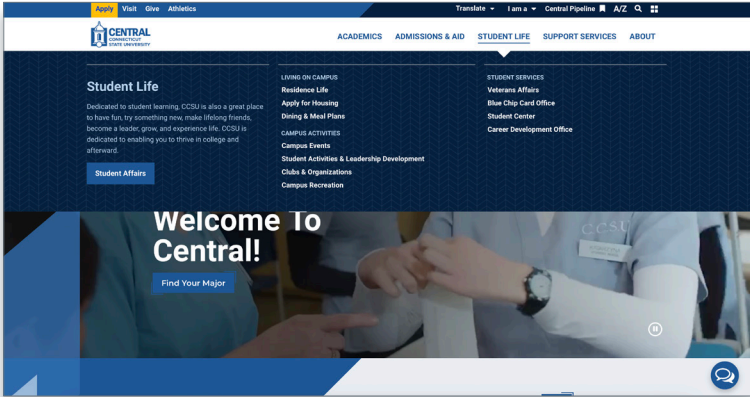 Apply Visit Give Athletics
Translate I am a Central Pipeline A/Z
CENTRAL
CONNECTICUT
STATE UNIVERSITY
ACADEMICS ADMISSIONS & AID STUDENT LIFE SUPPORT SERVICES ABOUT
Student Life
Dedicated to student learning, CCSU is also a great place
to have fun, try something new, make lifelong friends,
become a leader, grow, and experience life. CCSU is
dedicated to enabling you to thrive in college and
afterward.
Student Affairs
LIVING ON CAMPUS
Residence Life
Apply for Housing
Dining & Meal Plans
CAMPUS ACTIVITIES
Campus Events
Student Activities & Leadership Development
Clubs & Organizations
Campus Recreation
STUDENT SERVICES
Veterans Affairs
Blue Chip Card Office
Student Center
Career Development Office
Welcome To
Central!
Find Your Major
CCSU